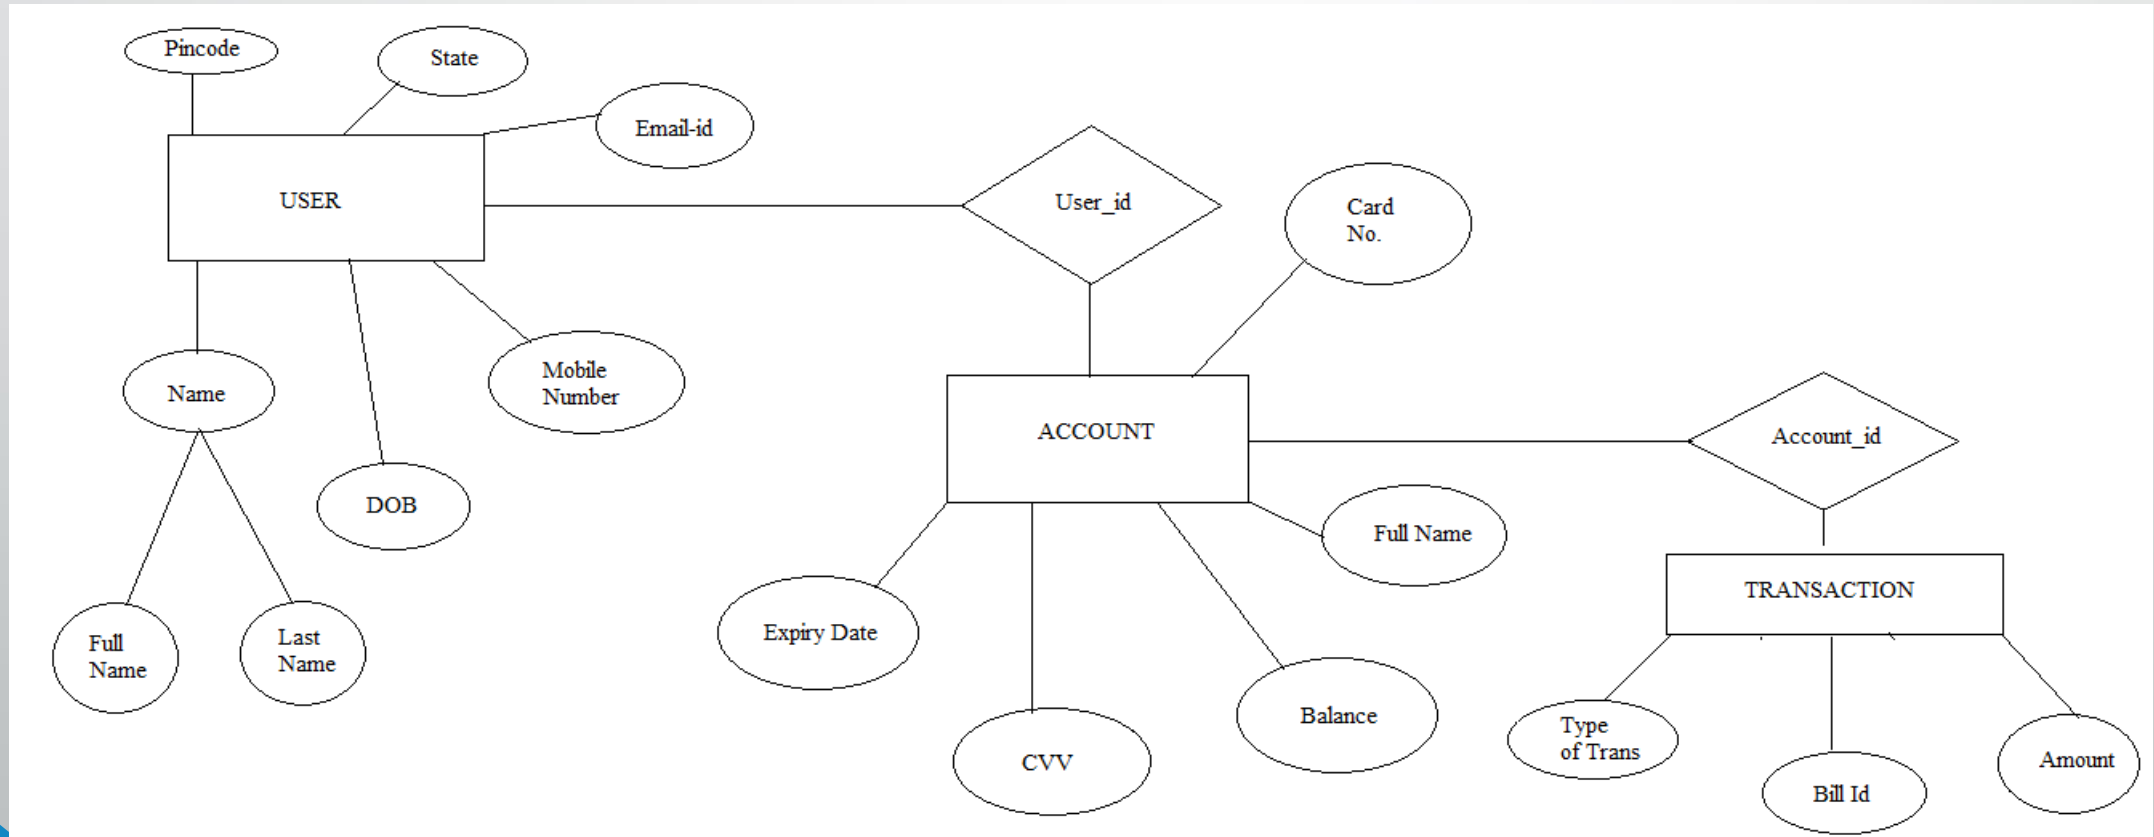 Pincode
State
Email-id
USER
User_id
Card
No.
Mobile
Number
Name
ACCOUNT
Account_id
DOB
Full Name
TRANSACTION
Full
Name
Last
Name
Expiry Date
CVV
Balance
Type
of Trans
Bill Id
Amount